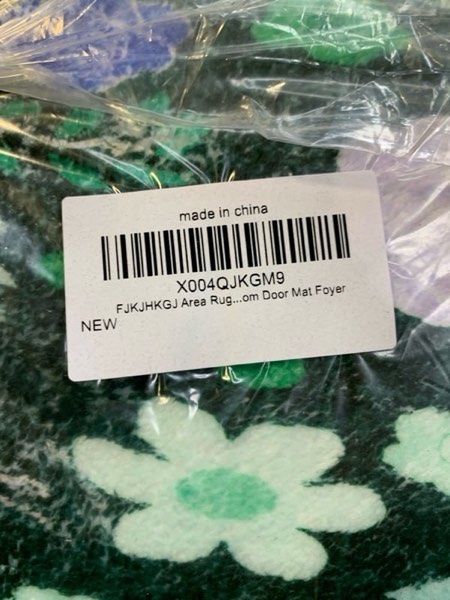 made in china
X004QJKGM9
FJKJHKGJ Area Rug...om Door Mat Foyer
NEW